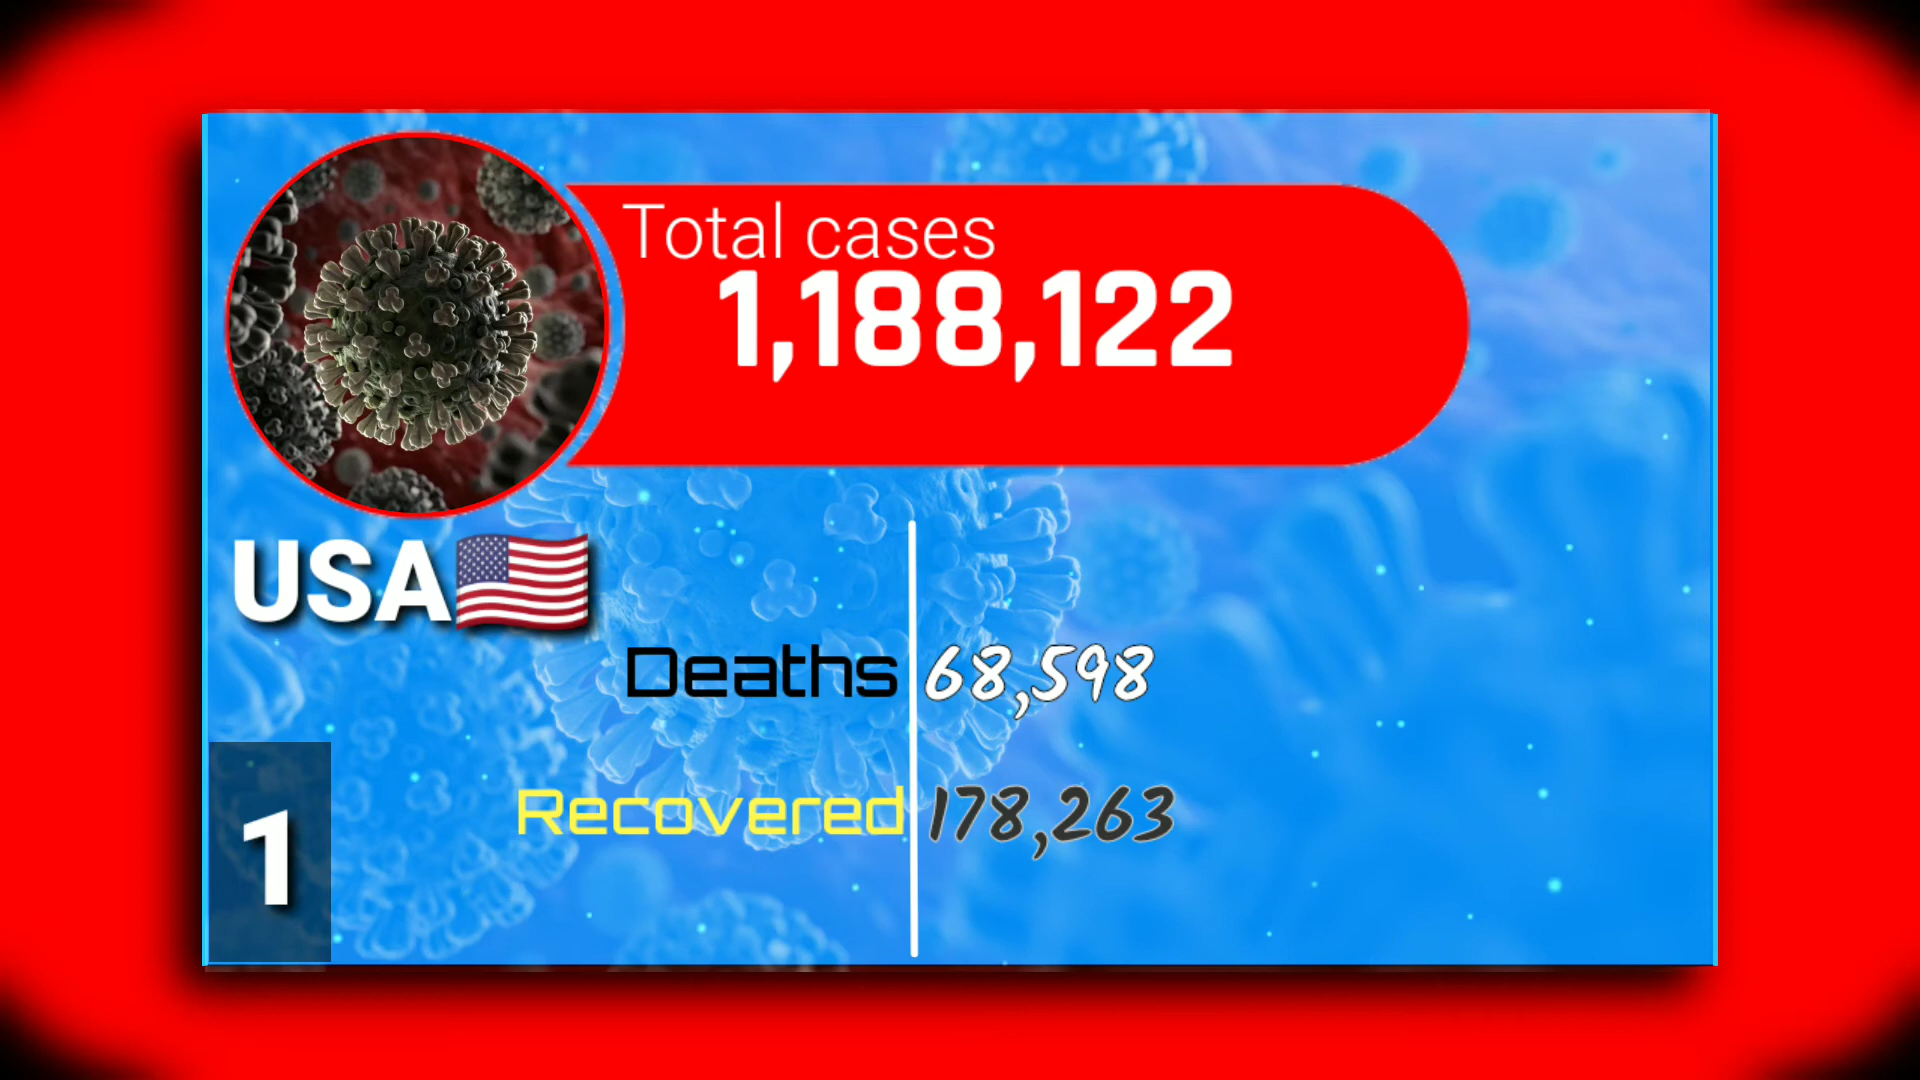 Total cases
1,188,122
USA
Deaths 68,598
Recovered 178,263
1